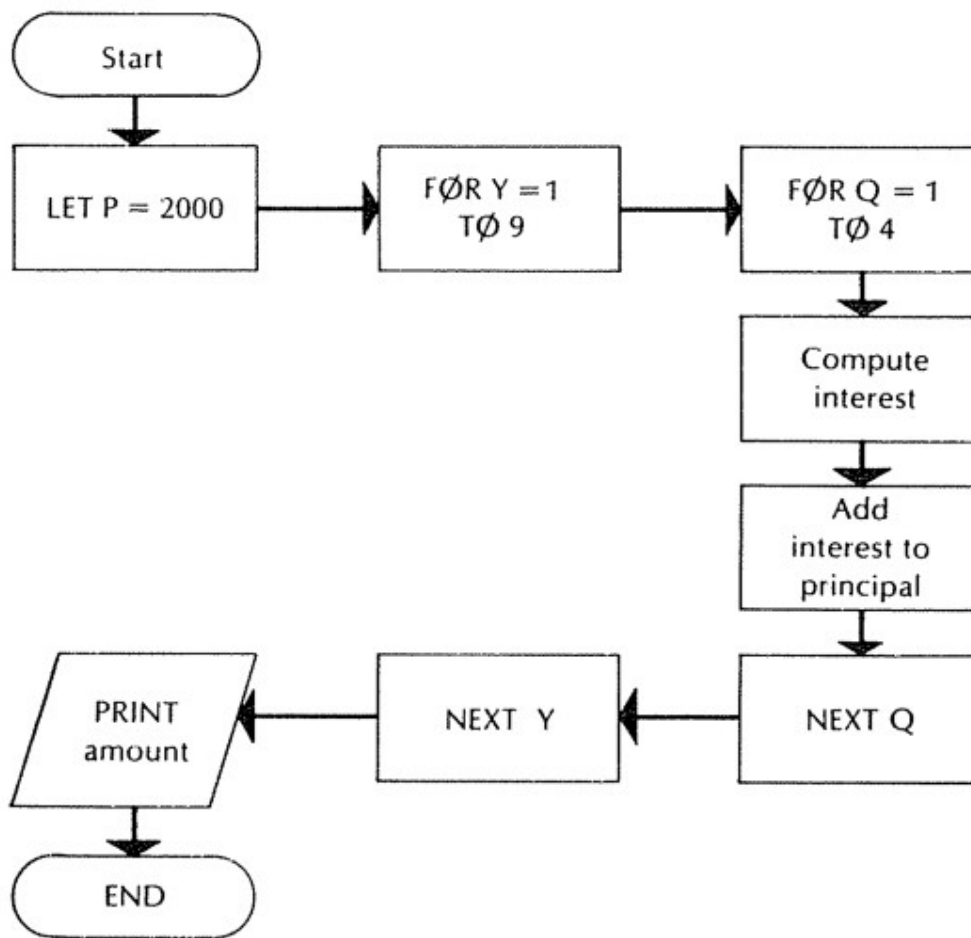 Start
LET P = 2000
FØR Y = 1
TØ 9
FØR Q = 1
TØ 4
Compute
interest
Add
interest to
principal
NEXT Q
NEXT Y
PRINT
amount
END